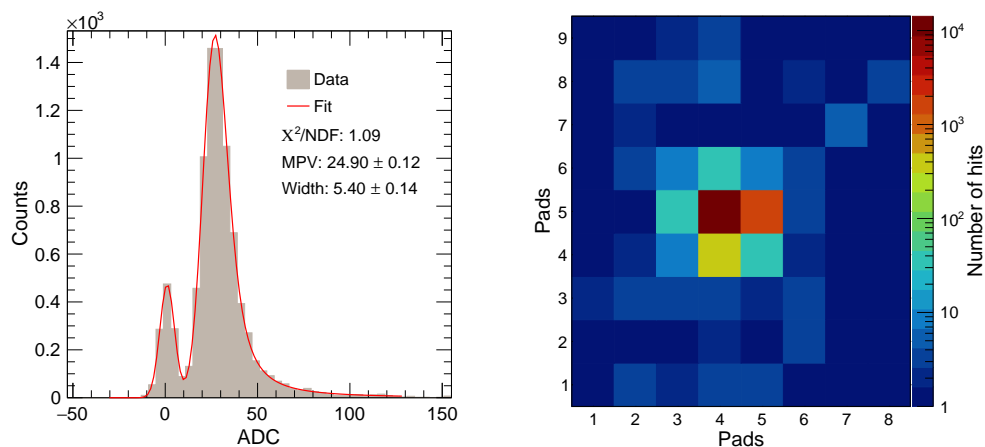 ×10³
1.4
1.2
1
0.8
0.6
0.4
0.2
0
−50 0 50 100 150
ADC
Counts
Data
Fit
X²/NDF: 1.09
MPV: 24.90 ± 0.12
Width: 5.40 ± 0.14
9
8
7
6
5
4
3
2
1
1 2 3 4 5 6 7 8
Pads
Pads
10⁴
10³
10²
10
1
Number of hits